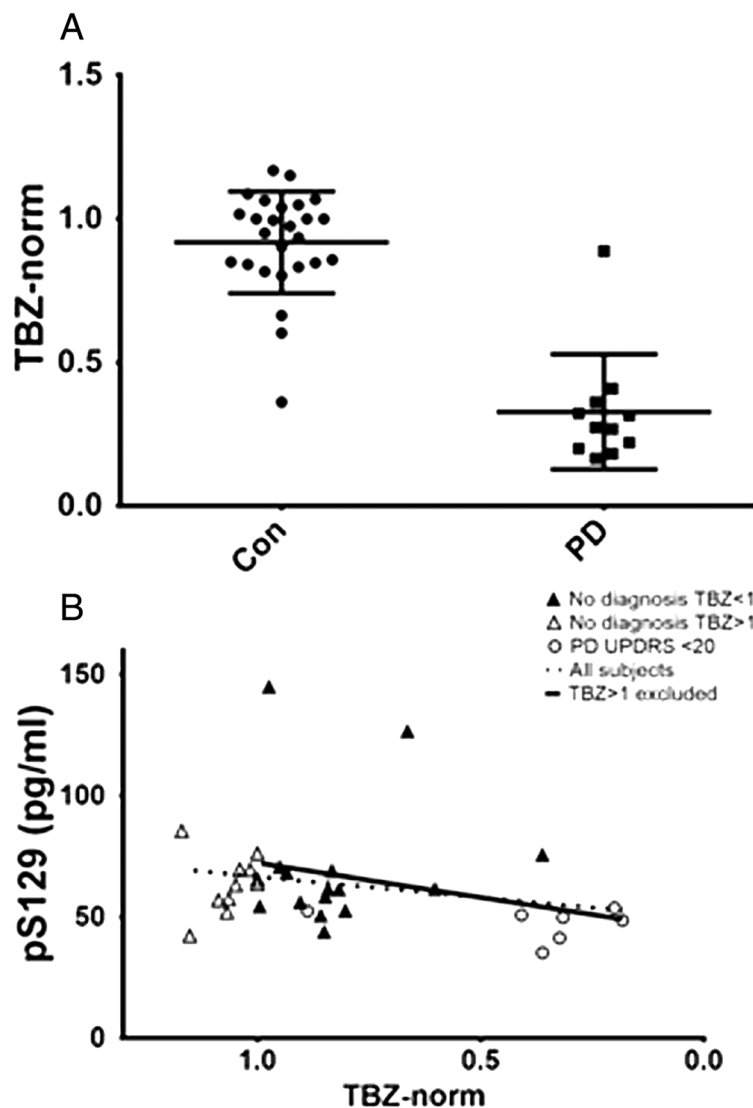 A
1.5
1.0
0.5
0.0
TBZ-norm
Con
PD
B
No diagnosis TBZ<1
No diagnosis TBZ>1
PD UPDRS <20
All subjects
TBZ>1 excluded
150
100
50
0
pS129 (pg/ml)
1.0
0.5
0.0
TBZ-norm